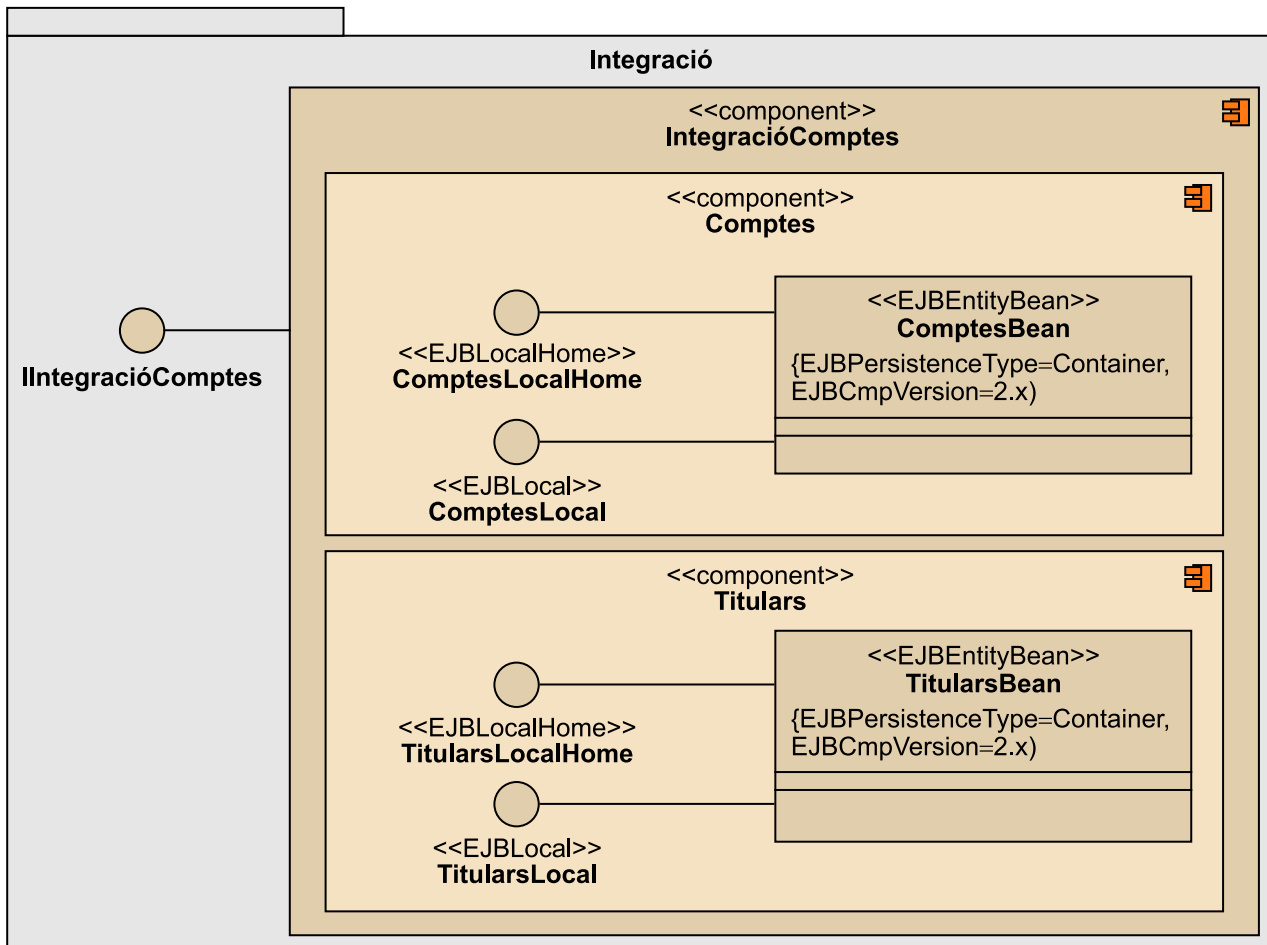 Integració
<<component>>
IntegracióComptes
<<component>>
Comptes
<<EJBEntityBean>>
ComptesBean
{EJBPersistenceType=Container,
EJBCmpVersion=2.x)
<<EJBLocalHome>>
ComptesLocalHome
IIntegracióComptes
<<EJBLocal>>
ComptesLocal
<<component>>
Titulars
<<EJBEntityBean>>
TitularsBean
{EJBPersistenceType=Container,
EJBCmpVersion=2.x)
<<EJBLocalHome>>
TitularsLocalHome
<<EJBLocal>>
TitularsLocal